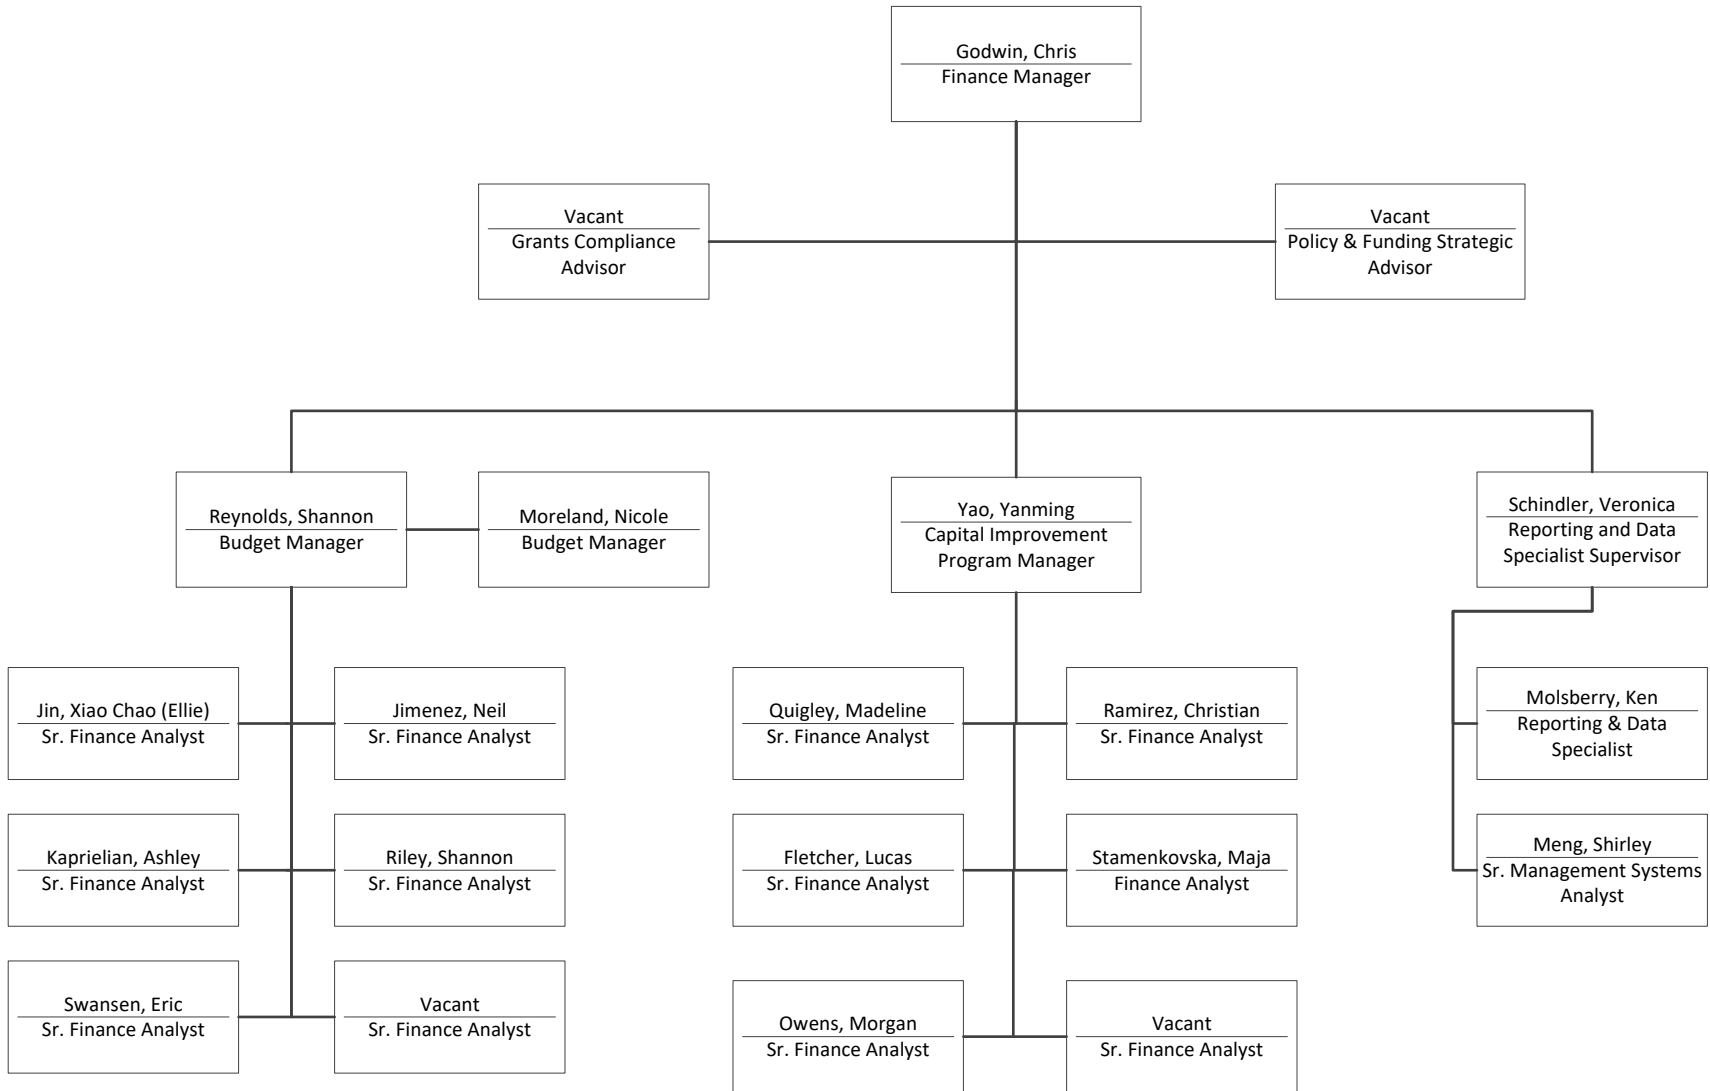 Godwin, Chris
Finance Manager
Vacant
Grants Compliance
Advisor
Vacant
Policy & Funding Strategic
Advisor
Reynolds, Shannon
Budget Manager
Moreland, Nicole
Budget Manager
Yao, Yanming
Capital Improvement
Program Manager
Schindler, Veronica
Reporting and Data
Specialist Supervisor
Jin, Xiao Chao (Ellie)
Sr. Finance Analyst
Jimenez, Neil
Sr. Finance Analyst
Quigley, Madeline
Sr. Finance Analyst
Ramirez, Christian
Sr. Finance Analyst
Molsberry, Ken
Reporting & Data
Specialist
Kaprielian, Ashley
Sr. Finance Analyst
Riley, Shannon
Sr. Finance Analyst
Fletcher, Lucas
Sr. Finance Analyst
Stamenkovska, Maja
Finance Analyst
Meng, Shirley
Sr. Management Systems
Analyst
Swansen, Eric
Sr. Finance Analyst
Vacant
Sr. Finance Analyst
Owens, Morgan
Sr. Finance Analyst
Vacant
Sr. Finance Analyst